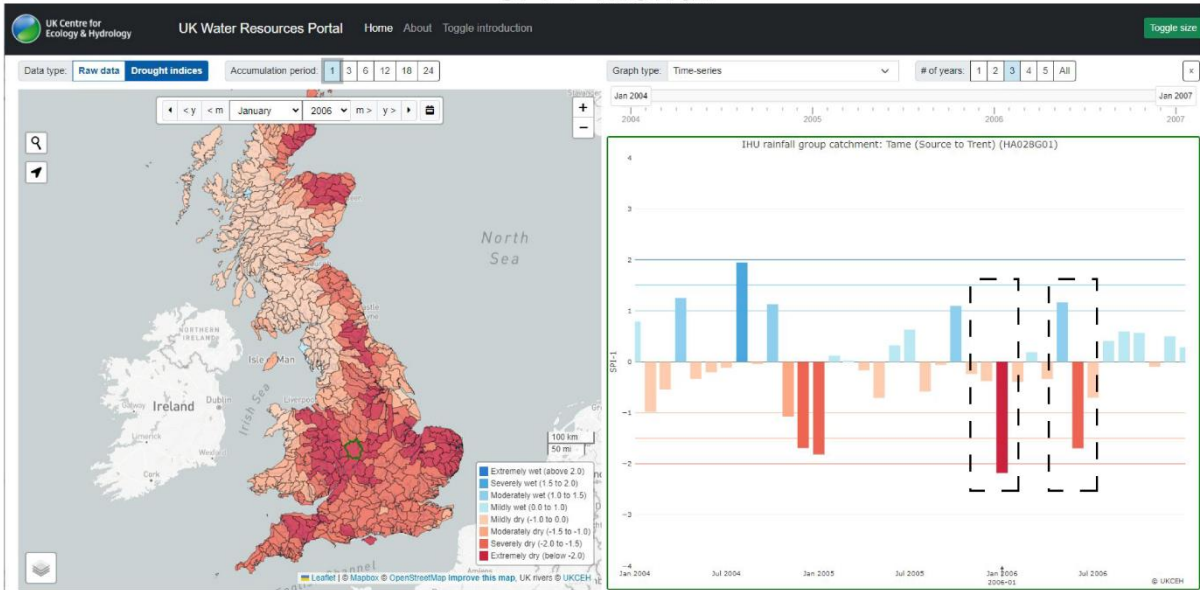 UK Centre for
Ecology & Hydrology
UK Water Resources Portal Home About Toggle introduction
Toggle size
Data type: Raw data Drought indices Accumulation period: 1 3 6 12 18 24
Graph type: Time-series # of years: 1 2 3 4 5 All x
< y < m January 2006 m > y >
+
−
Jan 2004 Jan 2007
2004 2005 2006 2007
IHU rainfall group catchment: Tame (Source to Trent) (HA028G01)
North
Sea
NORTHERN
IRELAND
Isle of Man
Irish Sea
Dublin
Ireland
Galway
Limerick
Cork
Liverpool
100 km
50 mi
Extremely wet (above 2.0)
Severely wet (1.5 to 2.0)
Moderately wet (1.0 to 1.5)
Mildly wet (0.0 to 1.0)
Mildly dry (-1.0 to 0.0)
Moderately dry (-1.5 to -1.0)
Severely dry (-2.0 to -1.5)
Extremely dry (below -2.0)
Leaflet | © Mapbox © OpenStreetMap Improve this map, UK rivers © UKCEH
4
3
2
1
0
−1
−2
−3
−4
SPI-1
Jan 2004 Jul 2004 Jan 2005 Jul 2005 Jan 2006 Jul 2006
2006-01
© UKCEH